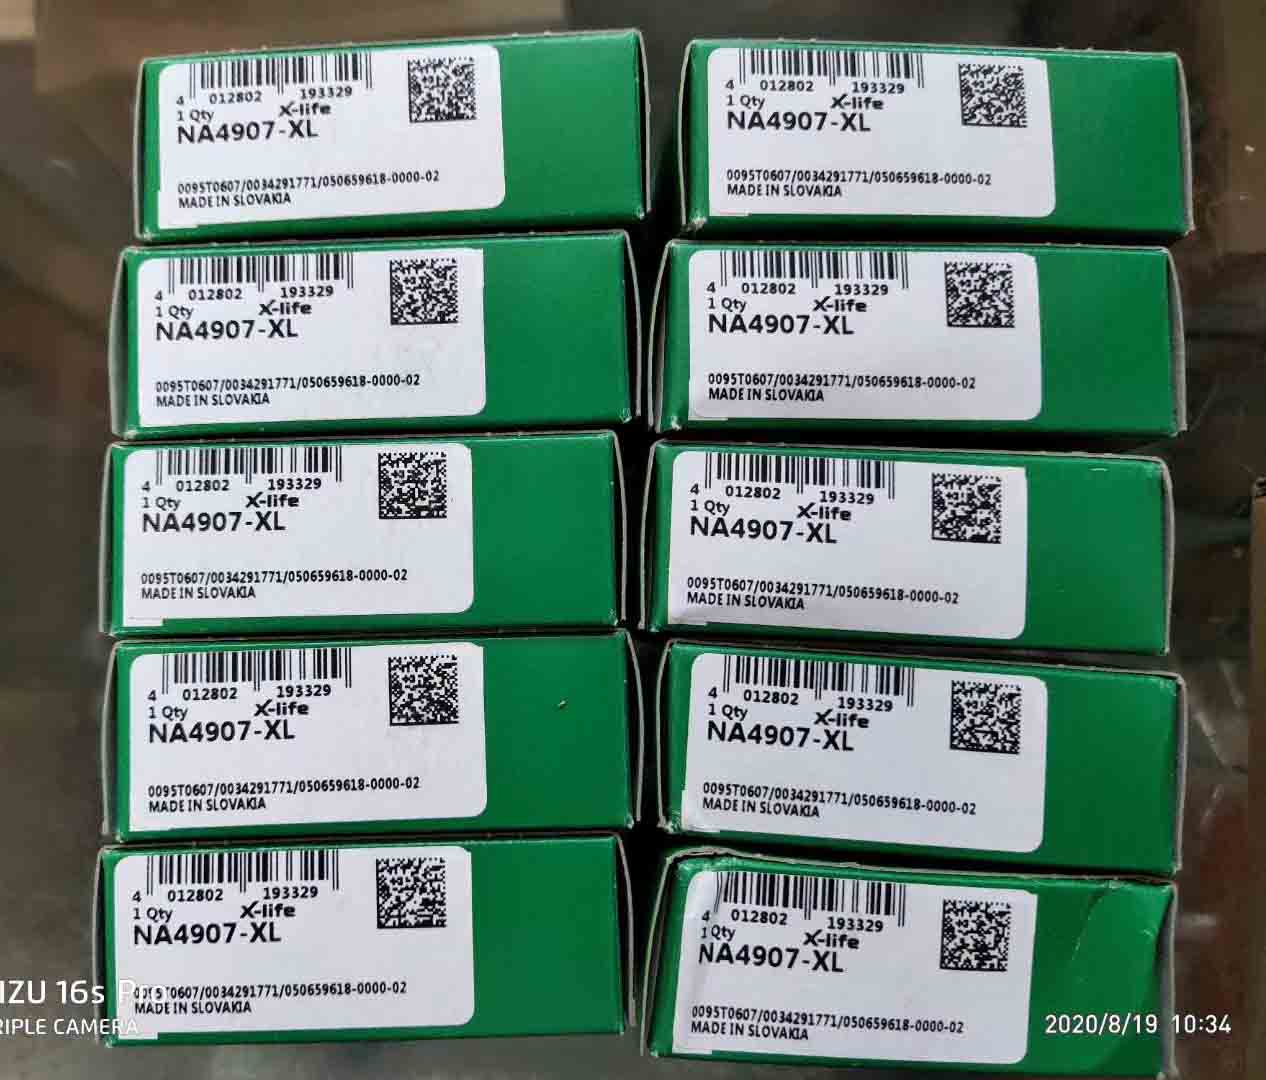 4 012802 193329
1 Qty X-life
NA4907-XL
0095T0607/0034291771/050659618-0000-02
MADE IN SLOVAKIA
4 012802 193329
1 Qty X-life
NA4907-XL
0095T0607/0034291771/050659618-0000-02
MADE IN SLOVAKIA
4 012802 193329
1 Qty X-life
NA4907-XL
0095T0607/0034291771/050659618-0000-02
MADE IN SLOVAKIA
4 012802 193329
1 Qty X-life
NA4907-XL
0095T0607/0034291771/050659618-0000-02
MADE IN SLOVAKIA
4 012802 193329
1 Qty X-life
NA4907-XL
0095T0607/0034291771/050659618-0000-02
MADE IN SLOVAKIA
4 012802 193329
1 Qty X-life
NA4907-XL
0095T0607/0034291771/050659618-0000-02
MADE IN SLOVAKIA
4 012802 193329
1 Qty X-life
NA4907-XL
0095T0607/0034291771/050659618-0000-02
MADE IN SLOVAKIA
4 012802 193329
1 Qty X-life
NA4907-XL
0095T0607/0034291771/050659618-0000-02
MADE IN SLOVAKIA
4 012802 193329
1 Qty X-life
NA4907-XL
0095T0607/0034291771/050659618-0000-02
MADE IN SLOVAKIA
4 012802 193329
1 Qty X-life
NA4907-XL
0095T0607/0034291771/050659618-0000-02
MADE IN SLOVAKIA
IZU 16s Pro
RIPLE CAMERA
2020/8/19 10:34